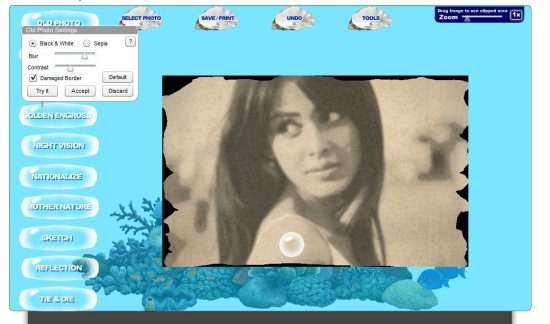 SELECT PHOTO
SAVE / PRINT
UNDO
TOOLS
Drag Image to see clipped area
Zoom
1x
OLD PHOTO
Old Photo Settings
Black & White
Sepia
?
Blur
Contrast
Damaged Border
Default
Try It
Accept
Discard
GOLDEN ENGROSS
NIGHT VISION
NATIONALIZE
MOTHER NATURE
SKETCH
REFLECTION
TIE & DIE